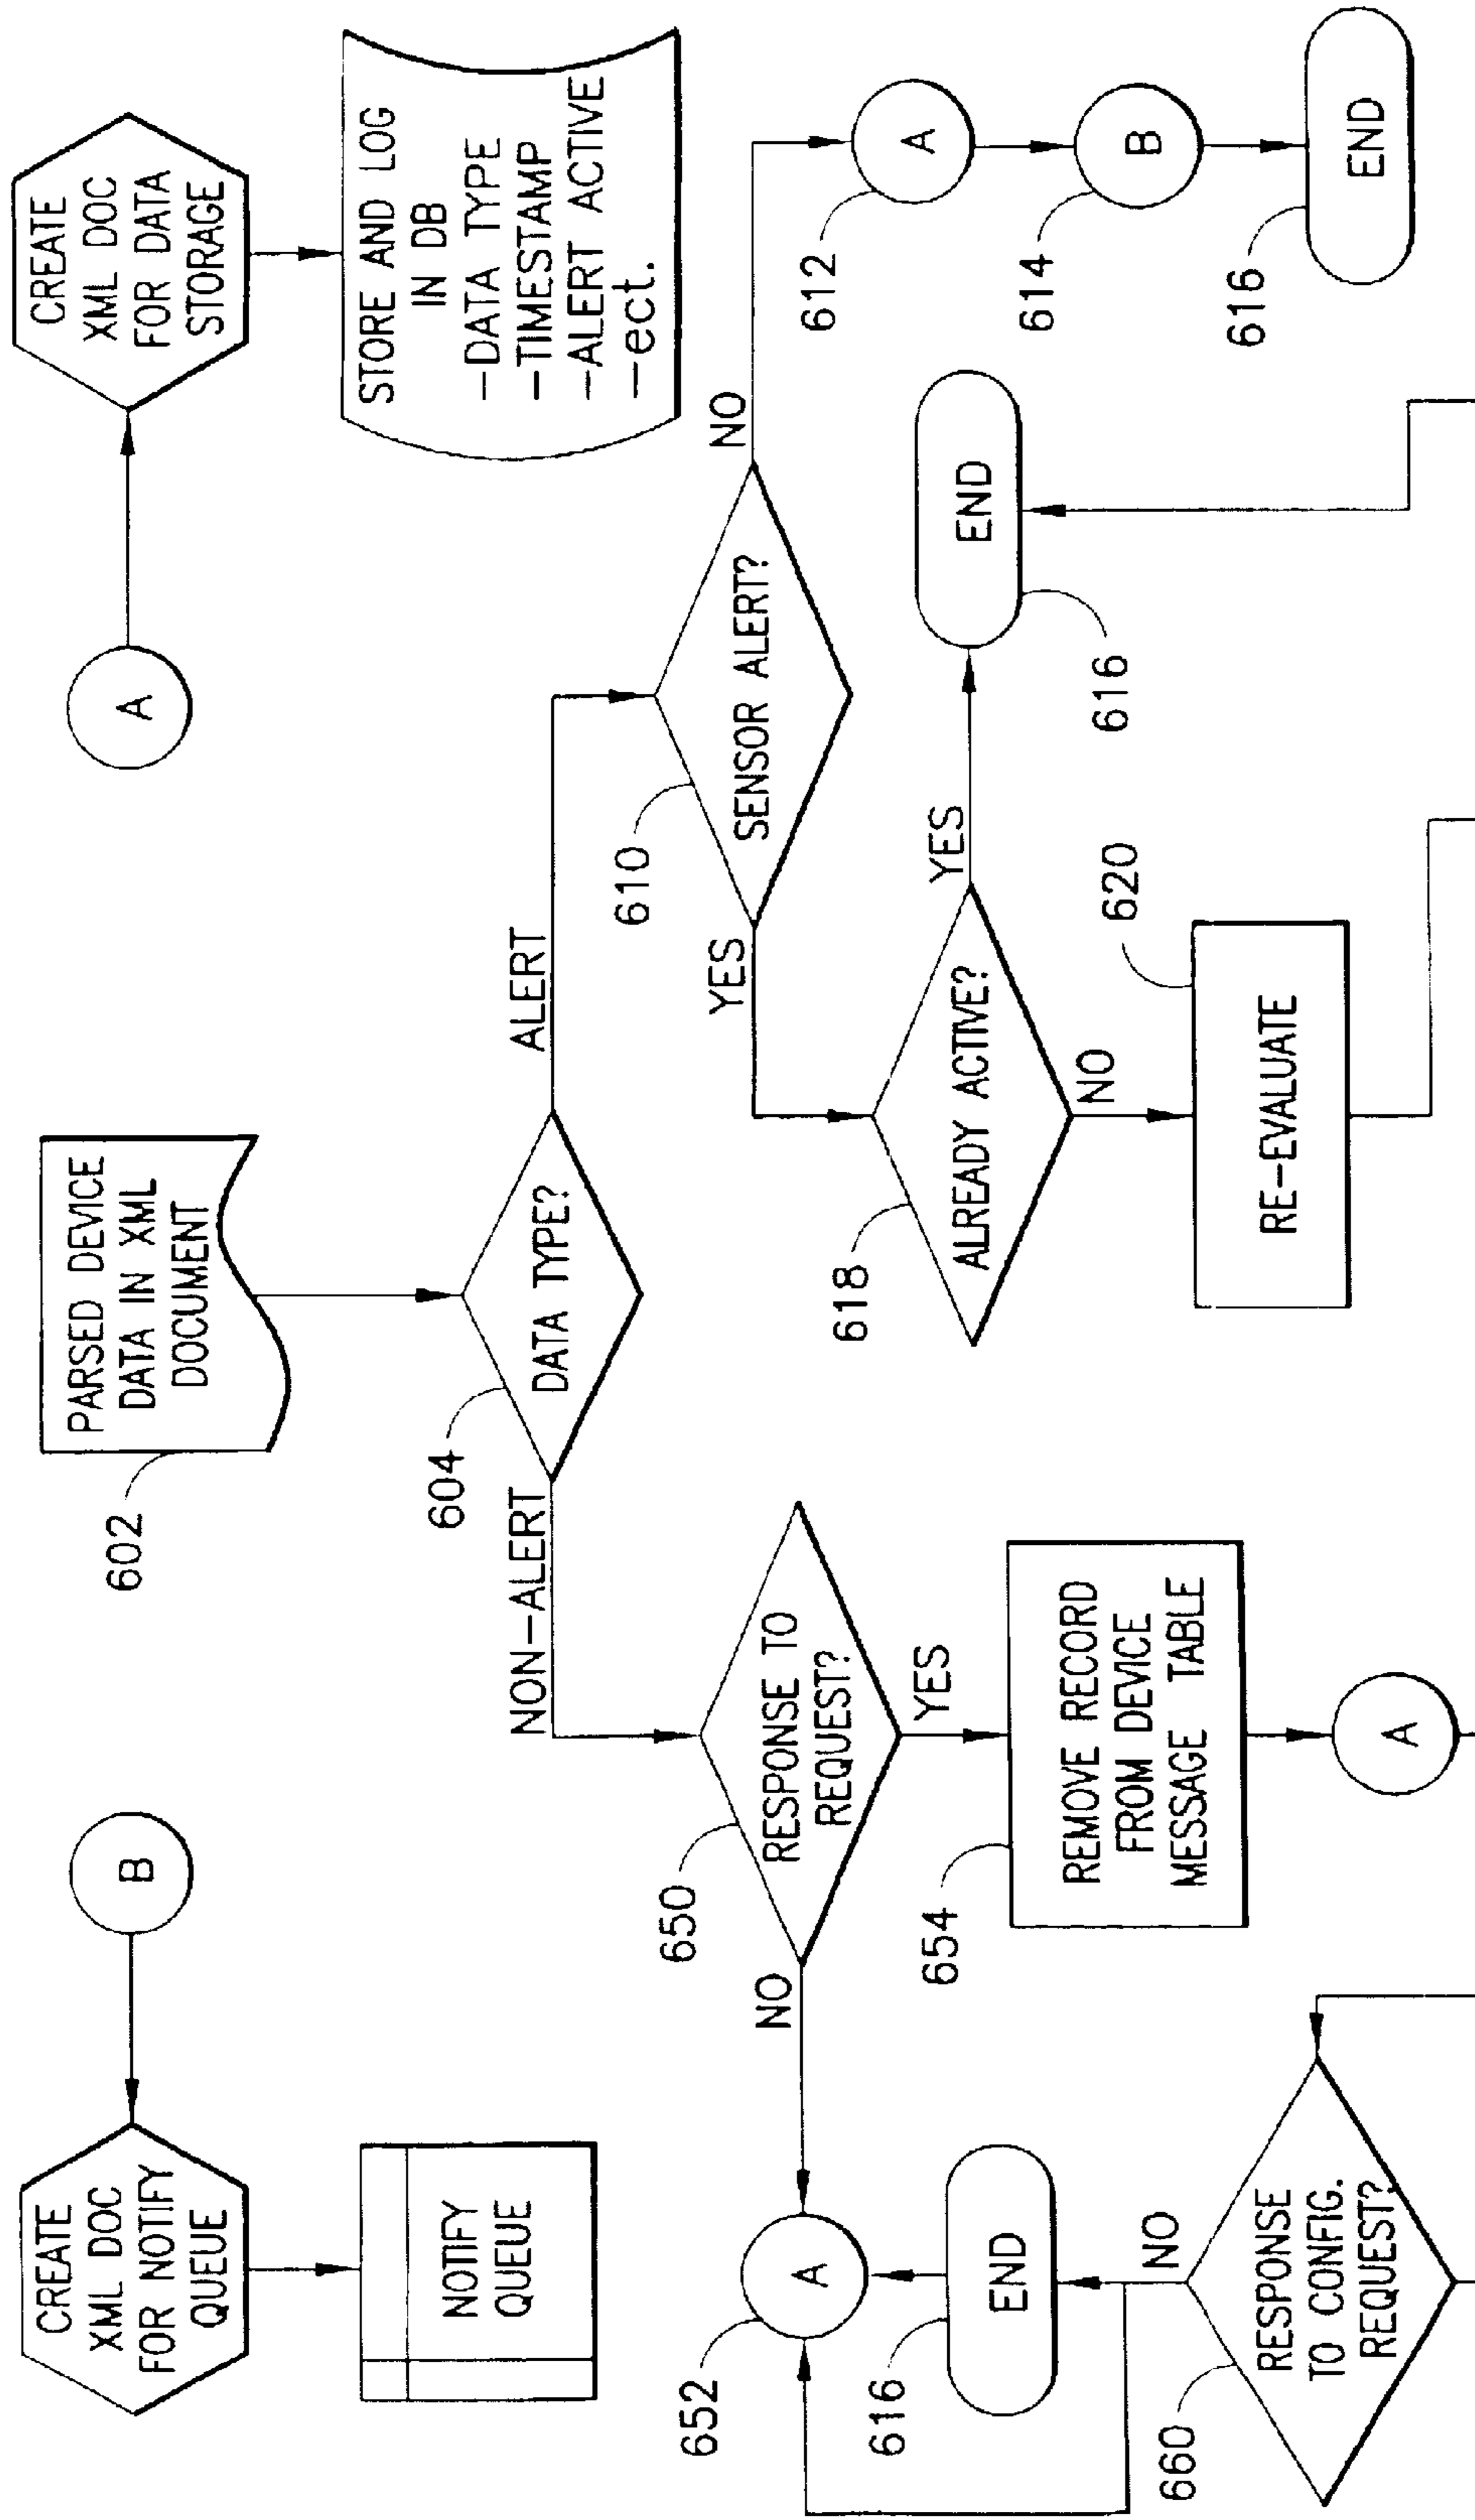 CREATE
XML DOC
FOR NOTIFY
QUEUE
B
NOTIFY
QUEUE
602
PARSED DEVICE
DATA IN XML
DOCUMENT
A
CREATE
XML DOC
FOR DATA
STORAGE
STORE AND LOG
IN DB
-DATA TYPE
-TIMESTAMP
-ALERT ACTIVE
-ect.
604
DATA TYPE?
NON-ALERT
ALERT
610
SENSOR ALERT?
YES
NO
612
A
614
B
616
END
650
RESPONSE TO
REQUEST?
NO
YES
652
A
616
END
NO
654
REMOVE RECORD
FROM DEVICE
MESSAGE TABLE
A
660
RESPONSE
TO CONFIG.
REQUEST?
618
ALREADY ACTIVE?
YES
NO
END
616
620
RE-EVALUATE